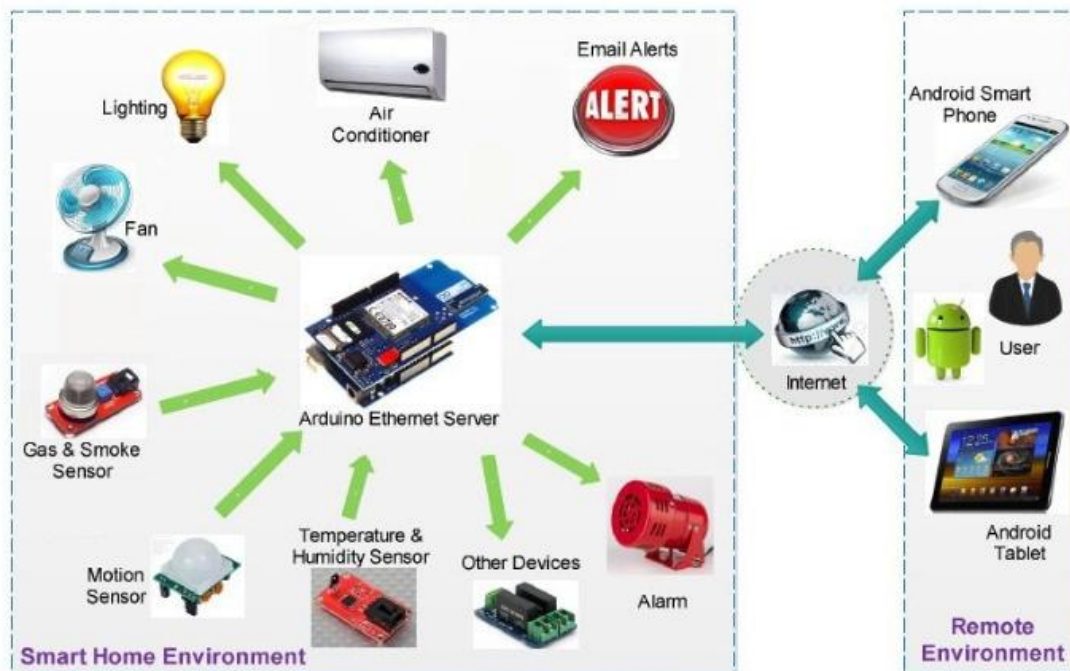 Email Alerts
ALERT
Lighting
Air
Conditioner
Android Smart
Phone
Fan
User
Internet
Arduino Ethernet Server
Gas & Smoke
Sensor
Temperature &
Humidity Sensor
Other Devices
Motion
Sensor
Alarm
Android
Tablet
Smart Home Environment
Remote
Environment